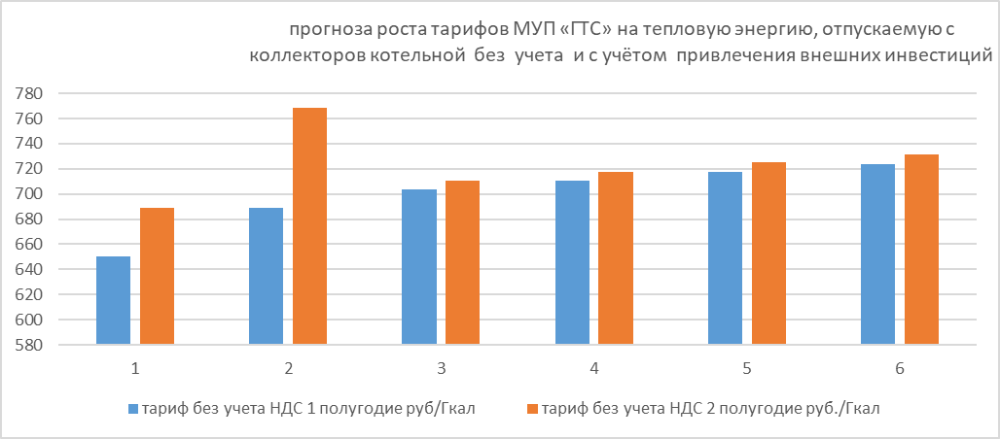 прогноза роста тарифов МУП «ГТС» на тепловую энергию, отпускаемую с
коллекторов котельной без учета и с учётом привлечения внешних инвестиций
780
760
740
720
700
680
660
640
620
600
580
1 2 3 4 5 6
тариф без учета НДС 1 полугодие руб/Гкал тариф без учета НДС 2 полугодие руб./Гкал